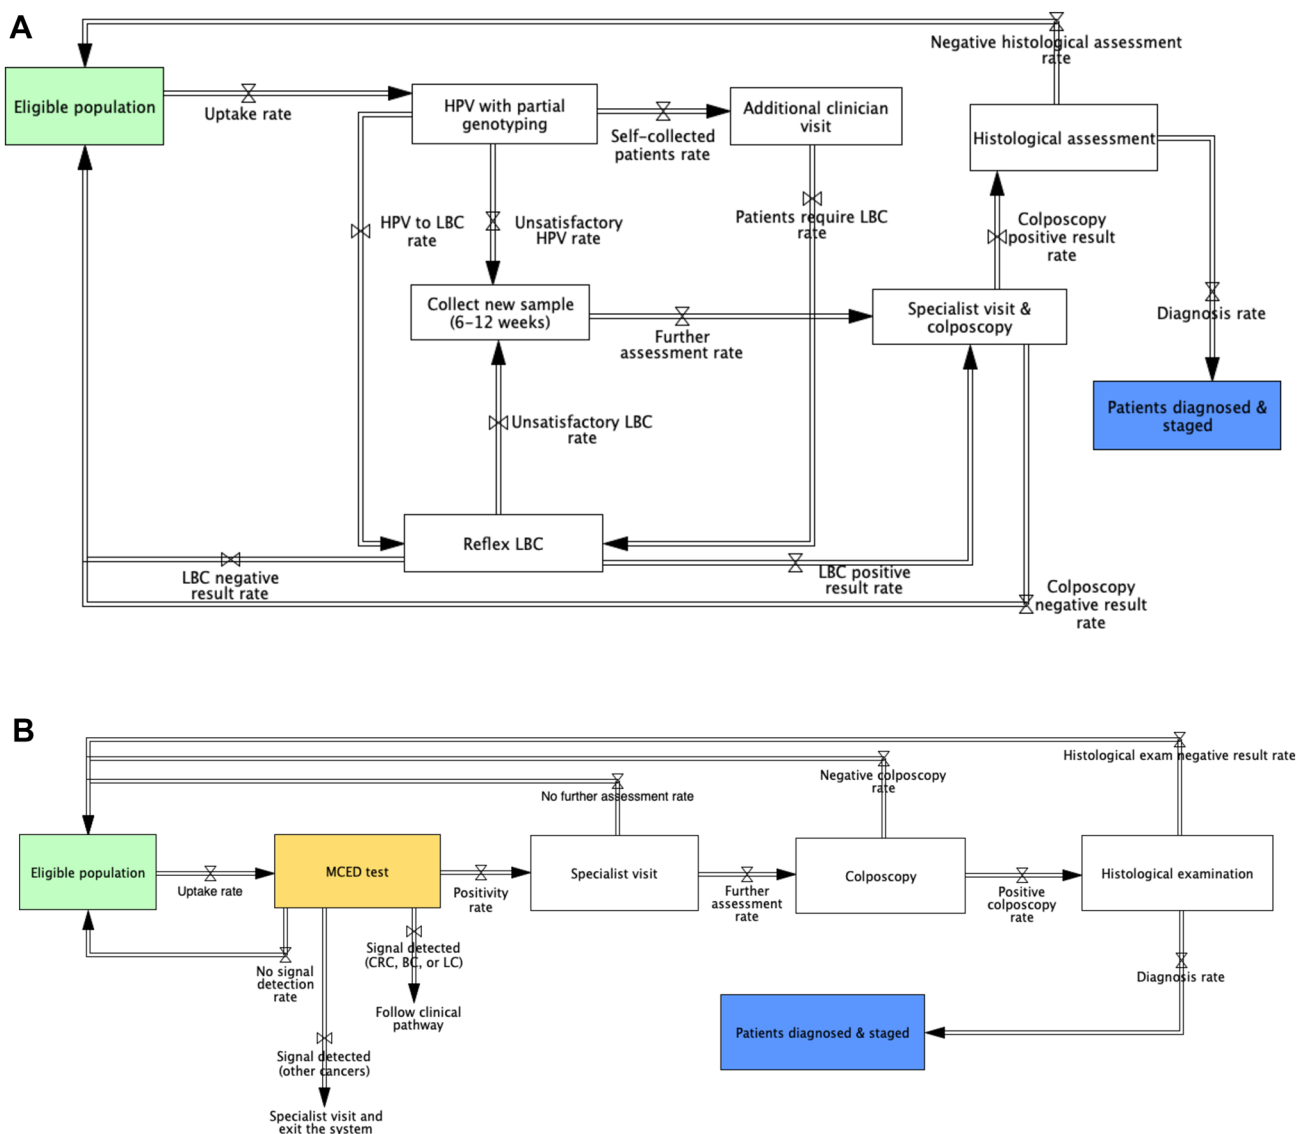 A
Negative histological assessment
rate
Eligible population
Uptake rate
HPV with partial
genotyping
Self-collected
patients rate
Additional clinician
visit
Histological assessment
HPV to LBC
rate
Unsatisfactory
HPV rate
Patients require LBC
rate
Colposcopy
positive result
rate
Collect new sample
(6-12 weeks)
Further
assessment rate
Specialist visit &
colposcopy
Diagnosis rate
Patients diagnosed &
staged
Unsatisfactory LBC
rate
Reflex LBC
LBC negative
result rate
LBC positive
result rate
Colposcopy
negative result
rate
B
Histological exam negative result rate
Negative colposcopy
rate
No further assessment rate
Eligible population
Uptake rate
MCED test
Positivity
rate
Specialist visit
Further
assessment
rate
Colposcopy
Positive
colposcopy
rate
Histological examination
No signal
detection
rate
Signal detected
(CRC, BC, or LC)
Follow clinical
pathway
Diagnosis rate
Patients diagnosed & staged
Signal detected
(other cancers)
Specialist visit and
exit the system